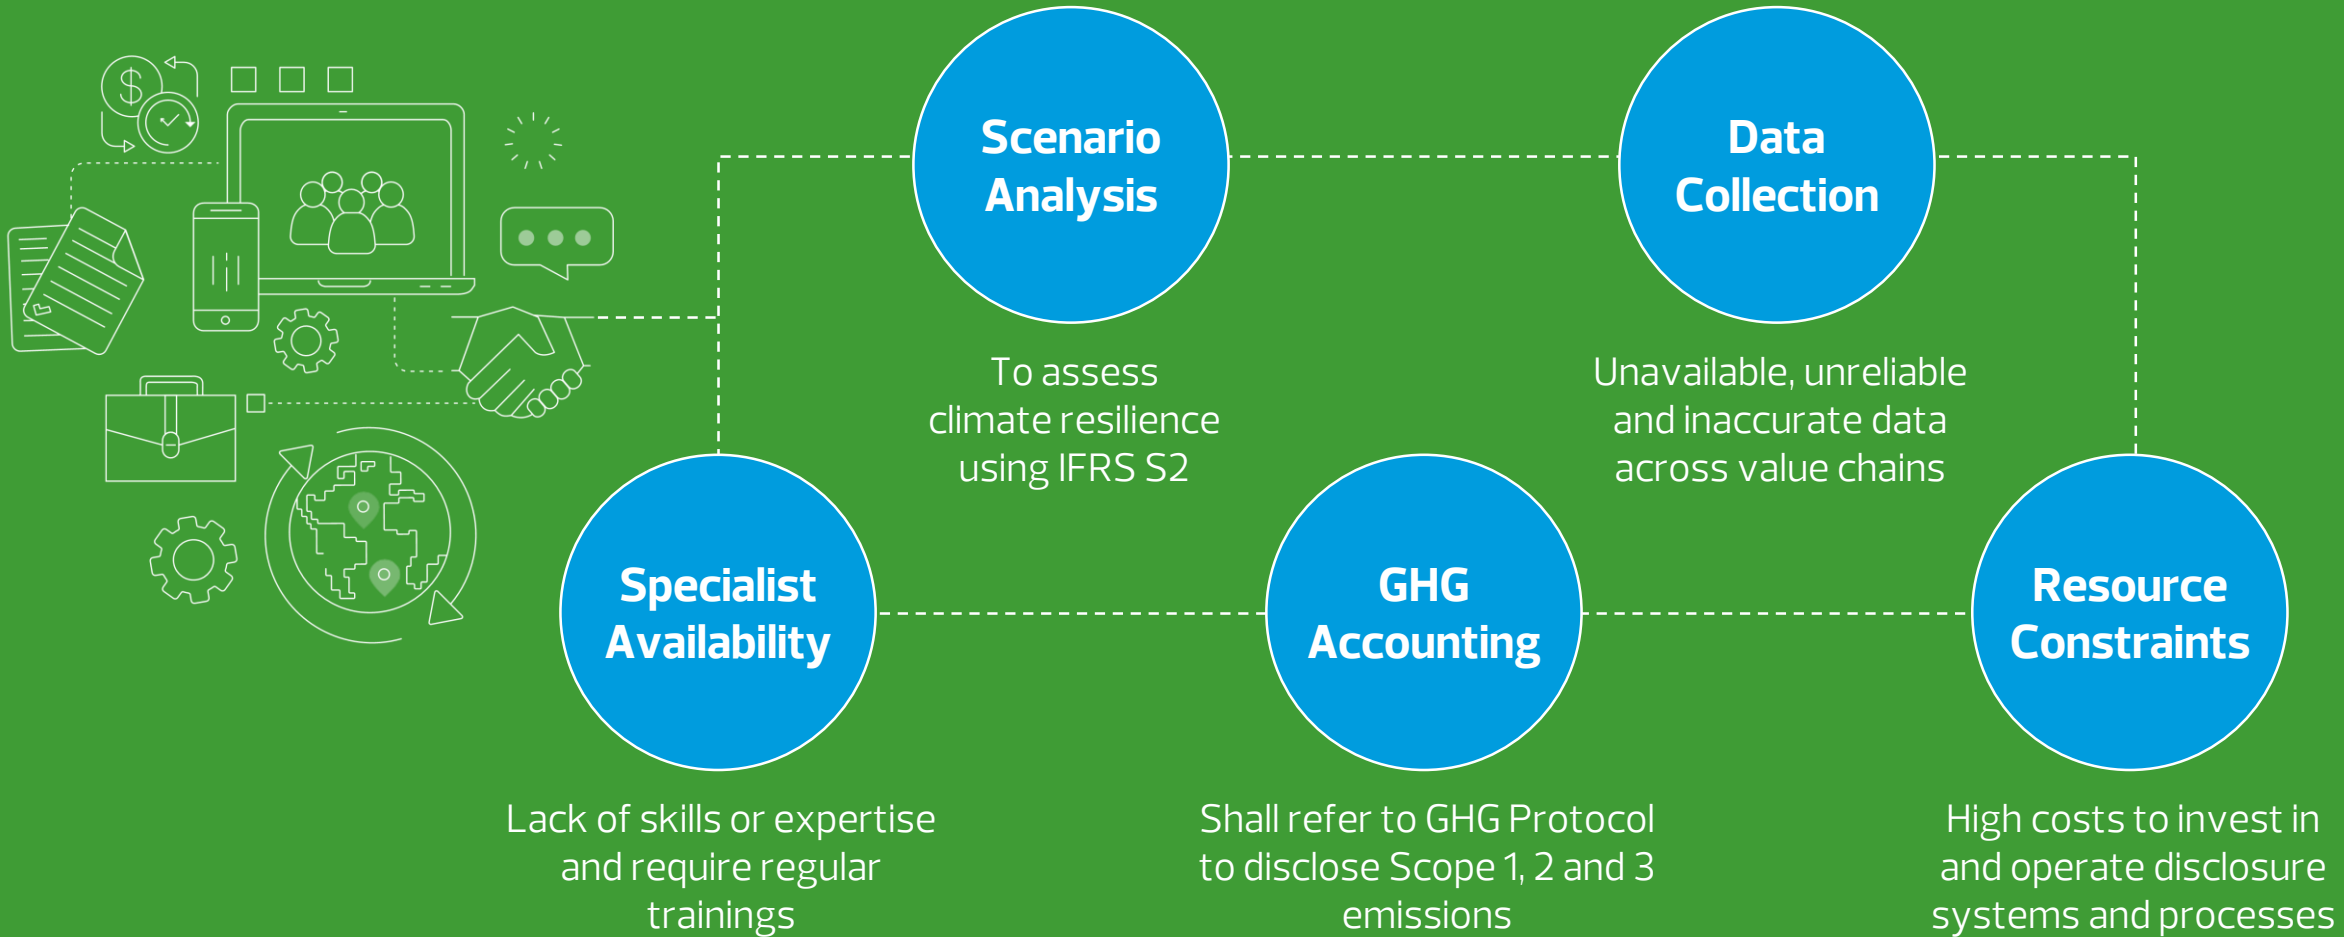 Scenario
Analysis
To assess
climate resilience
using IFRS S2
Data
Collection
Unavailable, unreliable
and inaccurate data
across value chains
Specialist
Availability
Lack of skills or expertise
and require regular
trainings
GHG
Accounting
Shall refer to GHG Protocol
to disclose Scope 1, 2 and 3
emissions
Resource
Constraints
High costs to invest in
and operate disclosure
systems and processes